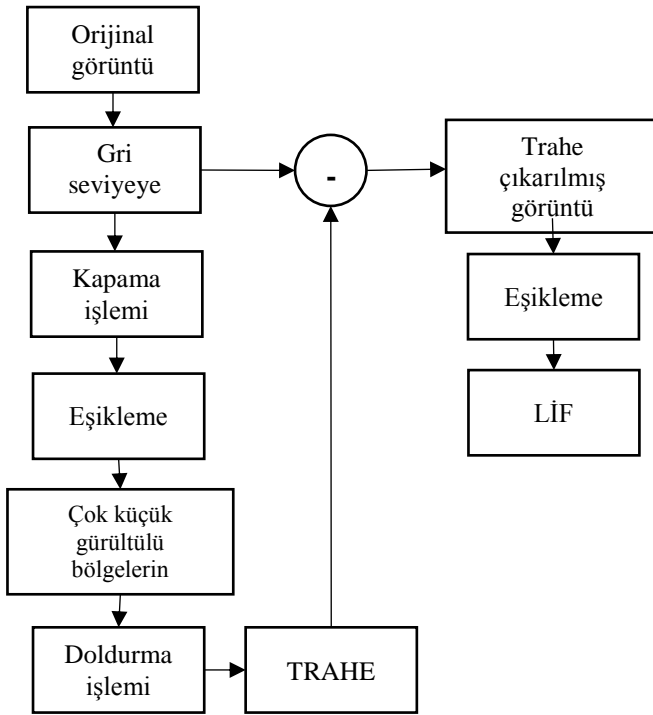 Orijinal
görüntü
Gri
seviyeye
-
Trahe
çıkarılmış
görüntü
Kapama
işlemi
Eşikleme
Eşikleme
LİF
Çok küçük
gürültülü
bölgelerin
Doldurma
işlemi
TRAHE